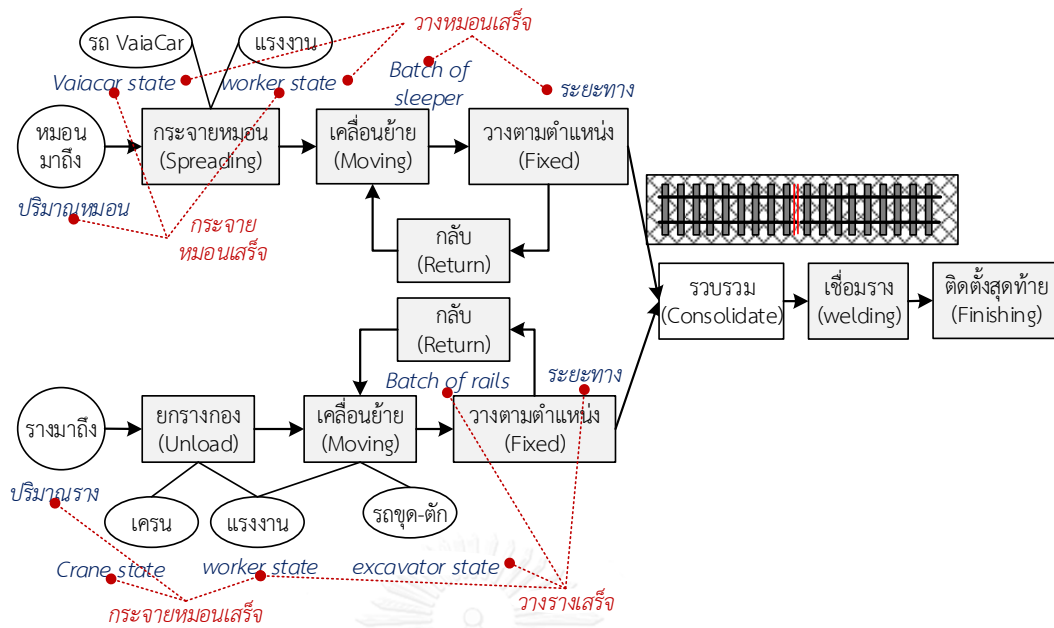 รถ VaiaCar
แรงงาน
วางหมอนเสร็จ
Vaiacar state
worker state
Batch of
sleeper
ระยะทาง
หมอน
มาถึง
กระจายหมอน
(Spreading)
เคลื่อนย้าย
(Moving)
วางตามตำแหน่ง
(Fixed)
ปริมาณหมอน
กระจาย
หมอนเสร็จ
กลับ
(Return)
รวบรวม
(Consolidate)
เชื่อมราง
(welding)
ติดตั้งสุดท้าย
(Finishing)
กลับ
(Return)
Batch of rails
ระยะทาง
รางมาถึง
ยกรางกอง
(Unload)
เคลื่อนย้าย
(Moving)
วางตามตำแหน่ง
(Fixed)
ปริมาณราง
เครน
แรงงาน
รถขุด-ตัก
Crane state
worker state
excavator state
กระจายหมอนเสร็จ
วางรางเสร็จ